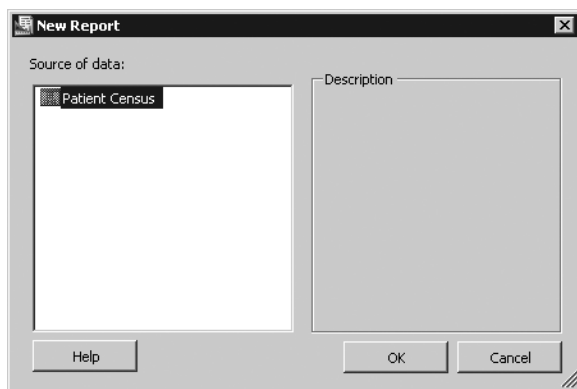 New Report
Source of data:
Patient Census
Description
Help
OK
Cancel